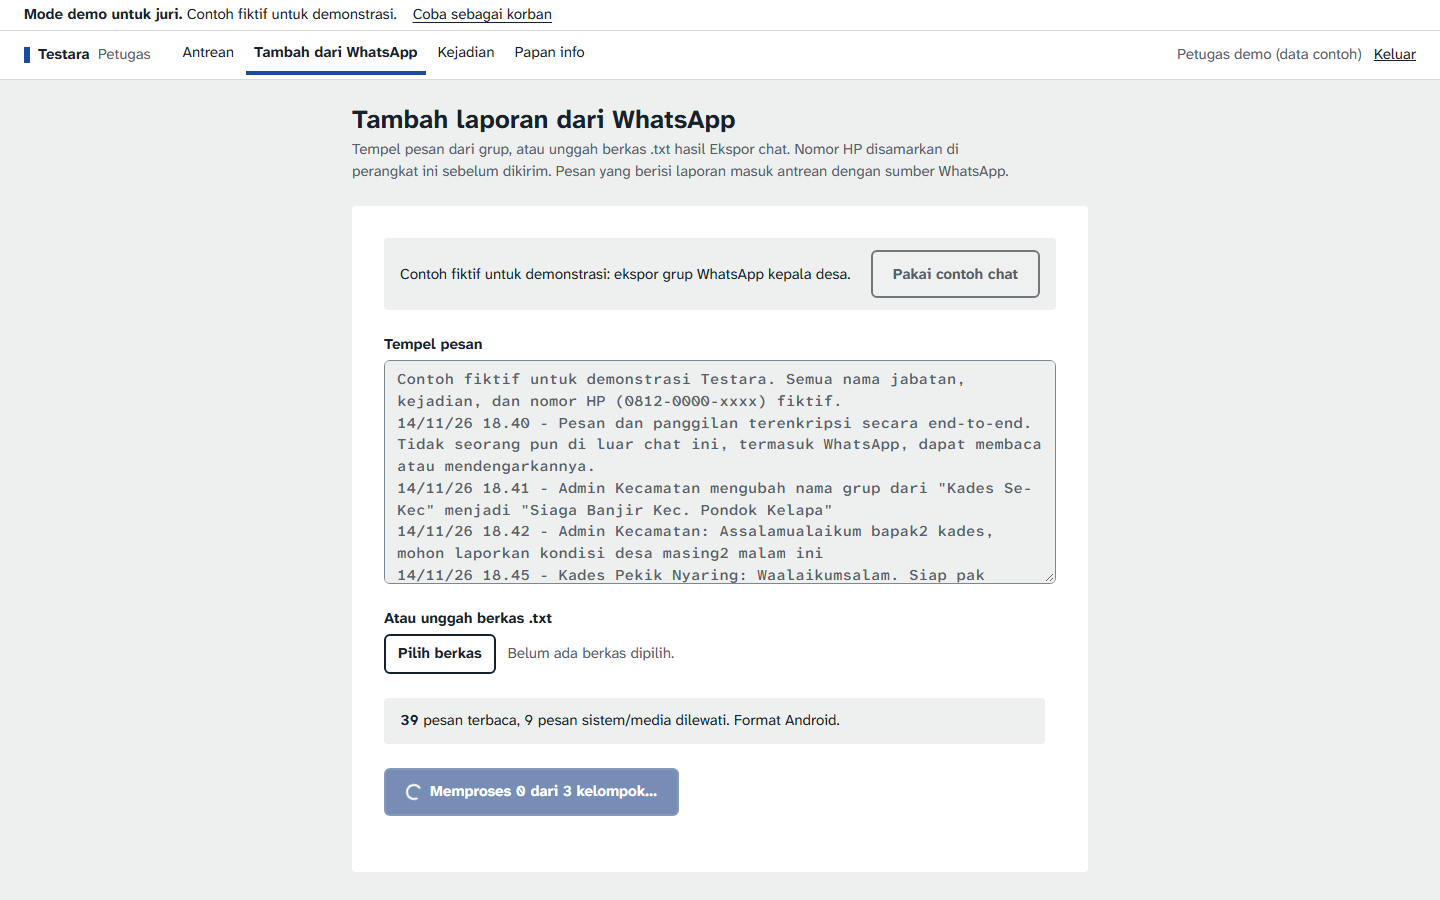 Mode demo untuk juri. Contoh fiktif untuk demonstrasi. Coba sebagai korban
Testara Petugas Antrean Tambah dari WhatsApp Kejadian Papan info Petugas demo (data contoh) Keluar
Tambah laporan dari WhatsApp
Tempel pesan dari grup, atau unggah berkas .txt hasil Ekspor chat. Nomor HP disamarkan di
perangkat ini sebelum dikirim. Pesan yang berisi laporan masuk antrean dengan sumber WhatsApp.
Contoh fiktif untuk demonstrasi: ekspor grup WhatsApp kepala desa. Pakai contoh chat
Tempel pesan
Contoh fiktif untuk demonstrasi Testara. Semua nama jabatan,
kejadian, dan nomor HP (0812-0000-xxxx) fiktif.
14/11/26 18.40 - Pesan dan panggilan terenkripsi secara end-to-end.
Tidak seorang pun di luar chat ini, termasuk WhatsApp, dapat membaca
atau mendengarkannya.
14/11/26 18.41 - Admin Kecamatan mengubah nama grup dari "Kades Se-
Kec" menjadi "Siaga Banjir Kec. Pondok Kelapa"
14/11/26 18.42 - Admin Kecamatan: Assalamualaikum bapak2 kades,
mohon laporkan kondisi desa masing2 malam ini
14/11/26 18.45 - Kades Pekik Nyaring: Waalaikumsalam. Siap pak
Atau unggah berkas .txt
Pilih berkas Belum ada berkas dipilih.
39 pesan terbaca, 9 pesan sistem/media dilewati. Format Android.
Memproses 0 dari 3 kelompok...